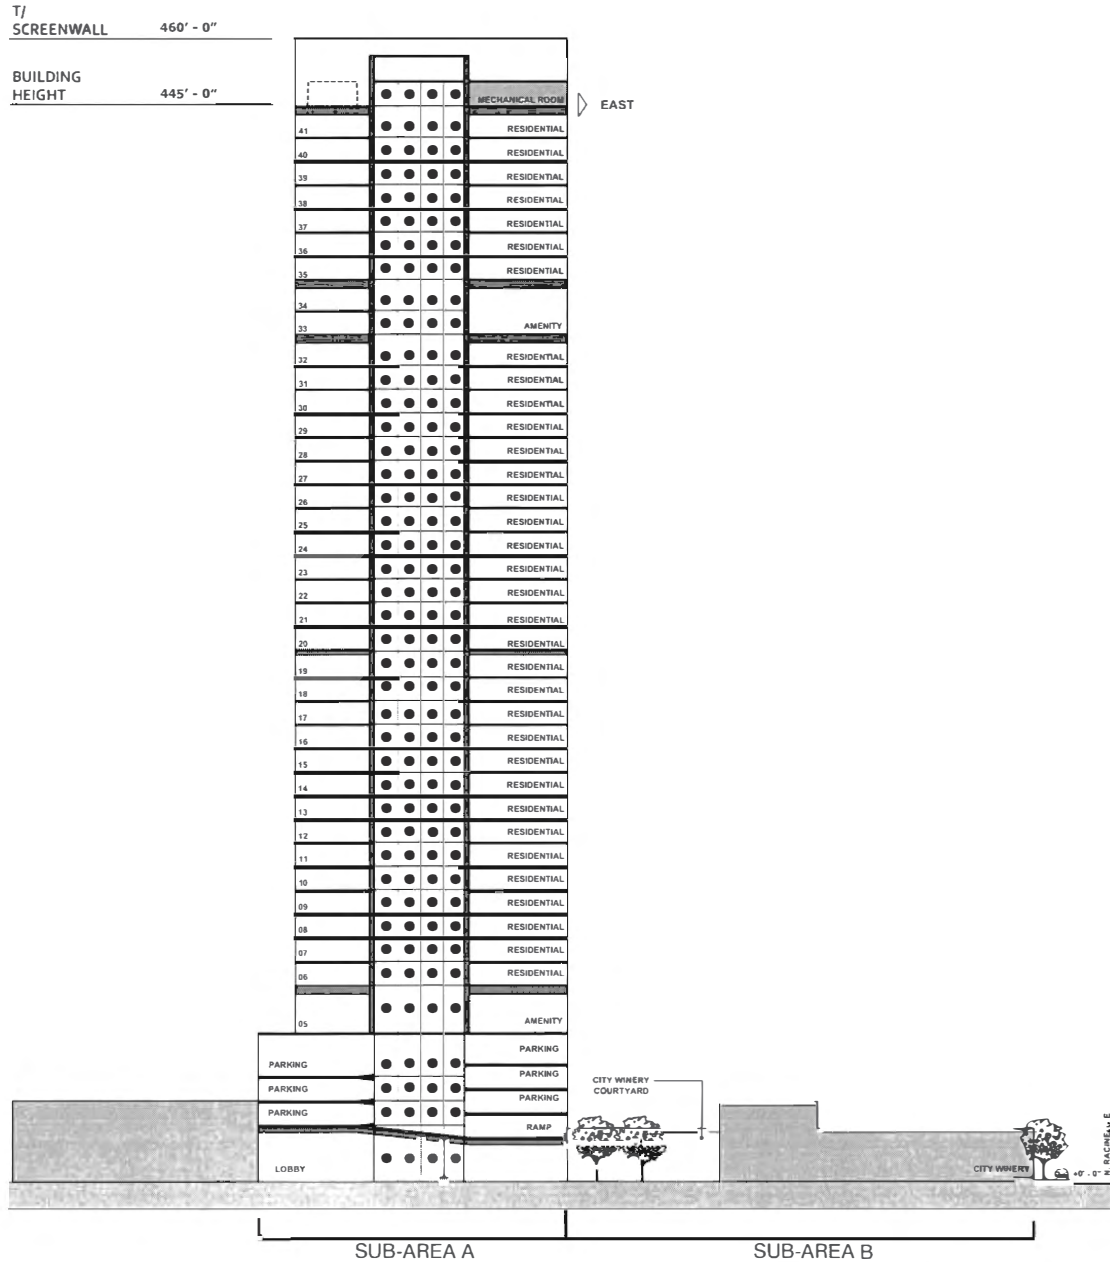 T/
SCREENWALL 460' - 0"
BUILDING
HEIGHT 445' - 0"
MECHANICAL ROOM
EAST
41 RESIDENTIAL
40 RESIDENTIAL
39 RESIDENTIAL
38 RESIDENTIAL
37 RESIDENTIAL
36 RESIDENTIAL
35 RESIDENTIAL
34
33 AMENITY
32 RESIDENTIAL
31 RESIDENTIAL
30 RESIDENTIAL
29 RESIDENTIAL
28 RESIDENTIAL
27 RESIDENTIAL
26 RESIDENTIAL
25 RESIDENTIAL
24 RESIDENTIAL
23 RESIDENTIAL
22 RESIDENTIAL
21 RESIDENTIAL
20 RESIDENTIAL
19 RESIDENTIAL
18 RESIDENTIAL
17 RESIDENTIAL
16 RESIDENTIAL
15 RESIDENTIAL
14 RESIDENTIAL
13 RESIDENTIAL
12 RESIDENTIAL
11 RESIDENTIAL
10 RESIDENTIAL
09 RESIDENTIAL
08 RESIDENTIAL
07 RESIDENTIAL
06 RESIDENTIAL
05 AMENITY
PARKING
PARKING
PARKING
PARKING
PARKING
PARKING
RAMP
LOBBY
CITY WINERY
COURTYARD
CITY WINERY
+0' - 0"
N. RACINE
SUB-AREA A
SUB-AREA B